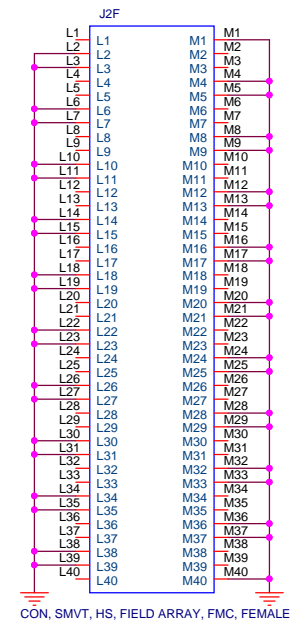 J2F
L1 L1 M1 M1
L2 L2 M2 M2
L3 L3 M3 M3
L4 L4 M4 M4
L5 L5 M5 M5
L6 L6 M6 M6
L7 L7 M7 M7
L8 L8 M8 M8
L9 L9 M9 M9
L10 L10 M10 M10
L11 L11 M11 M11
L12 L12 M12 M12
L13 L13 M13 M13
L14 L14 M14 M14
L15 L15 M15 M15
L16 L16 M16 M16
L17 L17 M17 M17
L18 L18 M18 M18
L19 L19 M19 M19
L20 L20 M20 M20
L21 L21 M21 M21
L22 L22 M22 M22
L23 L23 M23 M23
L24 L24 M24 M24
L25 L25 M25 M25
L26 L26 M26 M26
L27 L27 M27 M27
L28 L28 M28 M28
L29 L29 M29 M29
L30 L30 M30 M30
L31 L31 M31 M31
L32 L32 M32 M32
L33 L33 M33 M33
L34 L34 M34 M34
L35 L35 M35 M35
L36 L36 M36 M36
L37 L37 M37 M37
L38 L38 M38 M38
L39 L39 M39 M39
L40 L40 M40 M40
CON, SMVT, HS, FIELD ARRAY, FMC, FEMALE